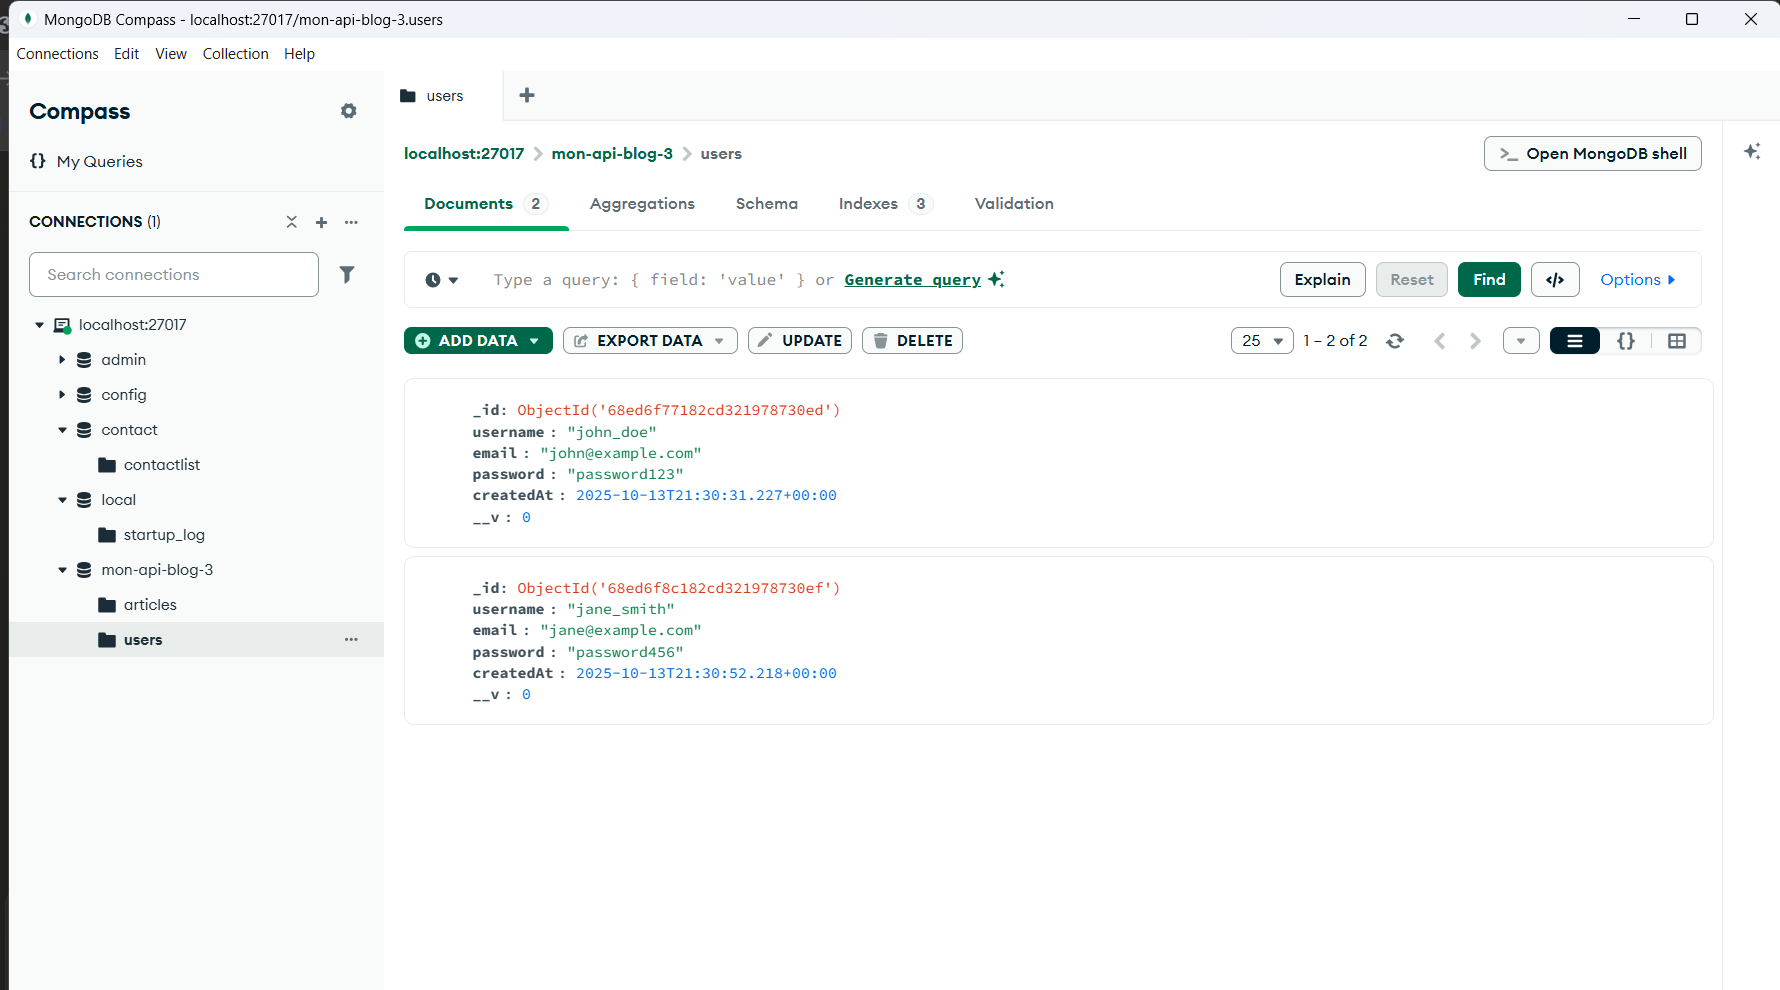 MongoDB Compass - localhost:27017/mon-api-blog-3.users
Connections Edit View Collection Help
Compass
{} My Queries
CONNECTIONS (1)
Search connections
localhost:27017
admin
config
contact
contactlist
local
startup_log
mon-api-blog-3
articles
users
users
localhost:27017 > mon-api-blog-3 > users
>_ Open MongoDB shell
Documents 2 Aggregations Schema Indexes 3 Validation
Type a query: { field: 'value' } or Generate query
Explain Reset Find </> Options
ADD DATA EXPORT DATA UPDATE DELETE
25 1 – 2 of 2 {}
_id: ObjectId('68ed6f77182cd321978730ed')
username : "john_doe"
email : "john@example.com"
password : "password123"
createdAt : 2025-10-13T21:30:31.227+00:00
__v : 0
_id: ObjectId('68ed6f8c182cd321978730ef')
username : "jane_smith"
email : "jane@example.com"
password : "password456"
createdAt : 2025-10-13T21:30:52.218+00:00
__v : 0